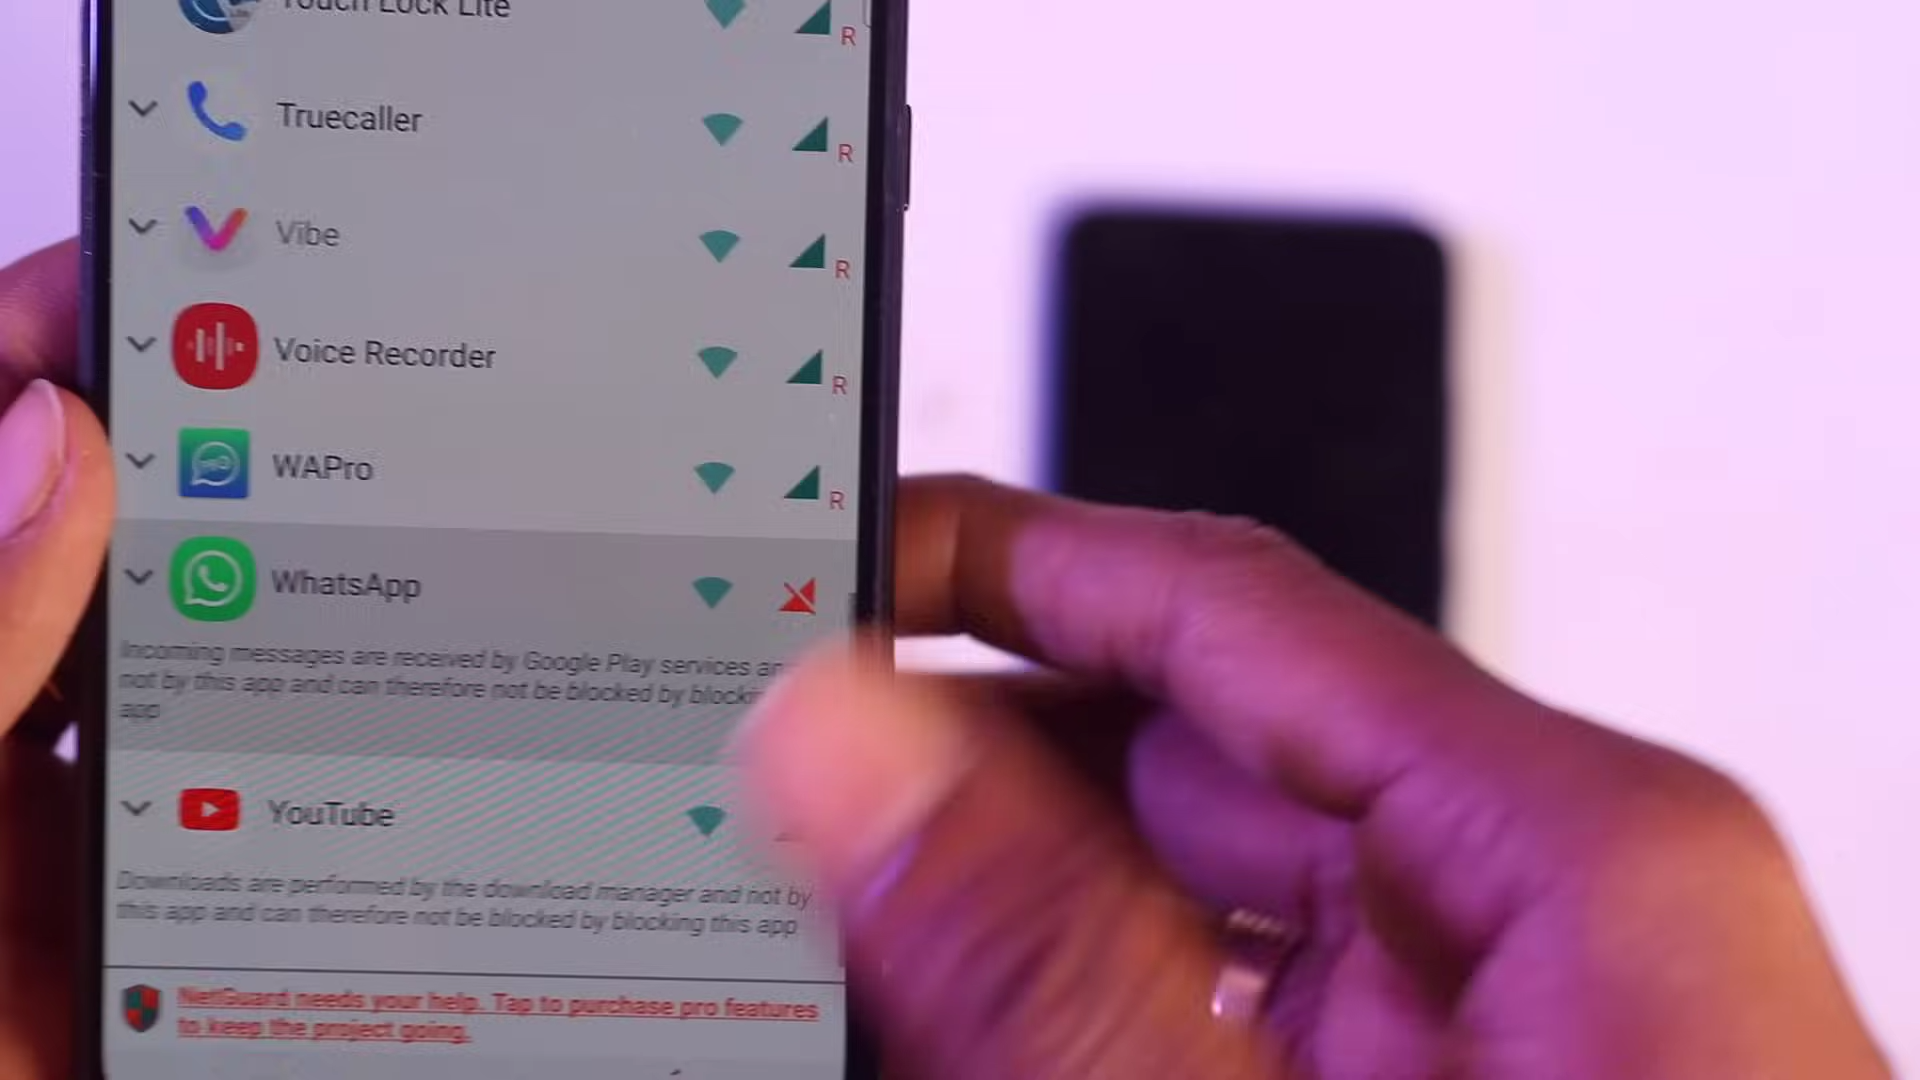 Touch Lock Lite
R
Truecaller
R
Vibe
R
Voice Recorder
R
WAPro
R
WhatsApp
Incoming messages are received by Google Play services
not by this app and can therefore not be blocked by
app
YouTube
Downloads are performed by the download manager and not by
this app and can therefore not be blocked by blocking this app
NetGuard needs your help. Tap to purchase pro features
to keep the project going.